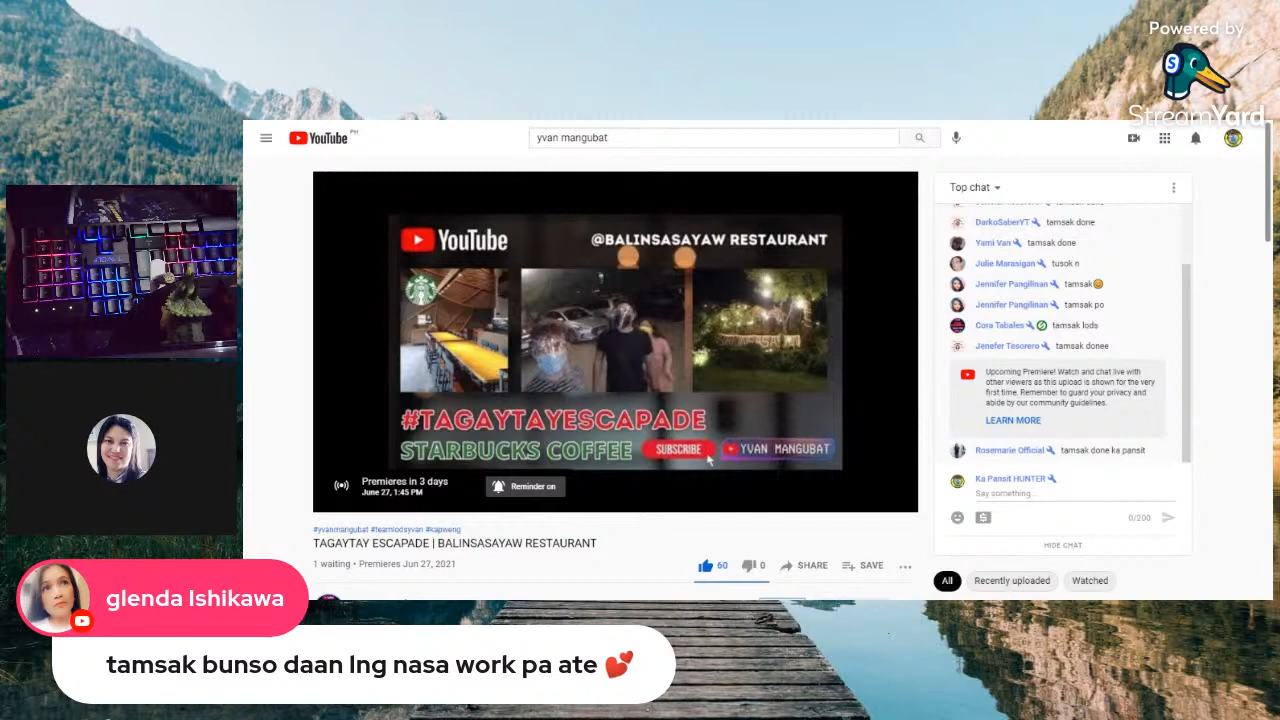 Powered by
StreamYard
YouTube PH
yvan mangubat
YouTube
@BALINSASAYAW RESTAURANT
#TAGAYTAYESCAPADE
STARBUCKS COFFEE
SUBSCRIBE
YVAN MANGUBAT
Premieres in 3 days
June 27, 1:45 PM
Reminder on
#yvanmangubat #teamlodsyvan #kapweng
TAGAYTAY ESCAPADE | BALINSASAYAW RESTAURANT
1 waiting • Premieres Jun 27, 2021
60
0
SHARE
SAVE
Top chat
DarkoSaberYT tamsak done
Yami Van tamsak done
Julie Marasigan tusok n
Jennifer Pangilinan tamsak😊
Jennifer Pangilinan tamsak po
Cora Tabales tamsak lods
Jenefer Tesorero tamsak donee
Upcoming Premiere! Watch and chat live with
other viewers as this upload is shown for the very
first time. Remember to guard your privacy and
abide by our community guidelines.
LEARN MORE
Rosemarie Official tamsak done ka pansit
Ka Pansit HUNTER
Say something...
0/200
HIDE CHAT
All
Recently uploaded
Watched
glenda Ishikawa
tamsak bunso daan lng nasa work pa ate 💕